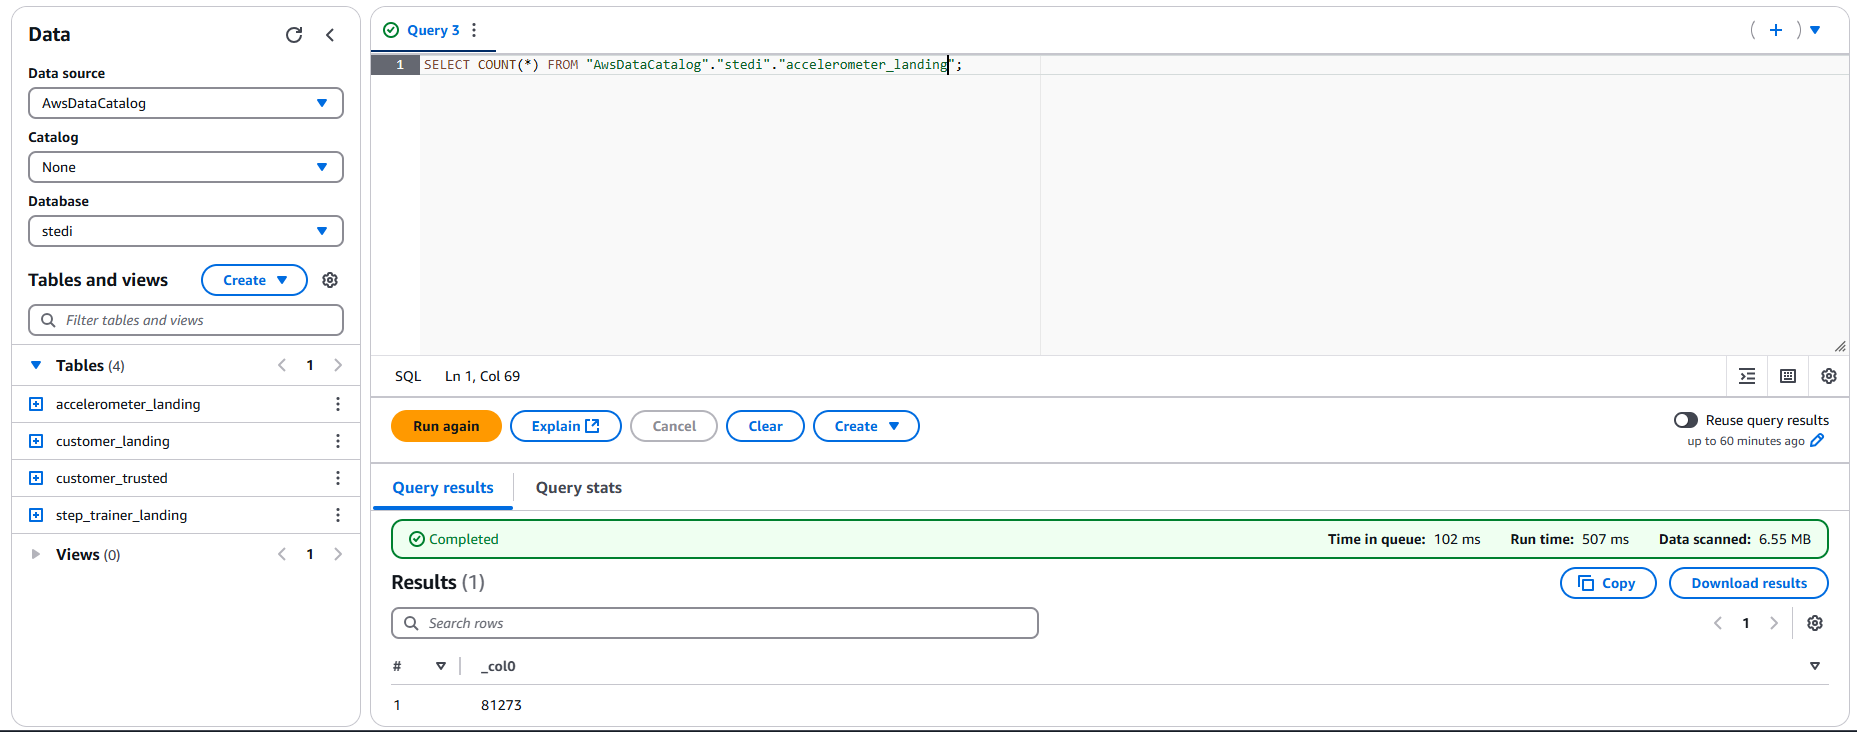 Data
Data source
AwsDataCatalog
Catalog
None
Database
stedi
Tables and views
Create
Filter tables and views
Tables (4)
1
accelerometer_landing
customer_landing
customer_trusted
step_trainer_landing
Views (0)
1
Query 3
1 SELECT COUNT(*) FROM "AwsDataCatalog"."stedi"."accelerometer_landing";
SQL Ln 1, Col 69
Run again Explain Cancel Clear Create
Reuse query results
up to 60 minutes ago
Query results Query stats
Completed Time in queue: 102 ms Run time: 507 ms Data scanned: 6.55 MB
Results (1) Copy Download results
Search rows
1
# _col0
1 81273